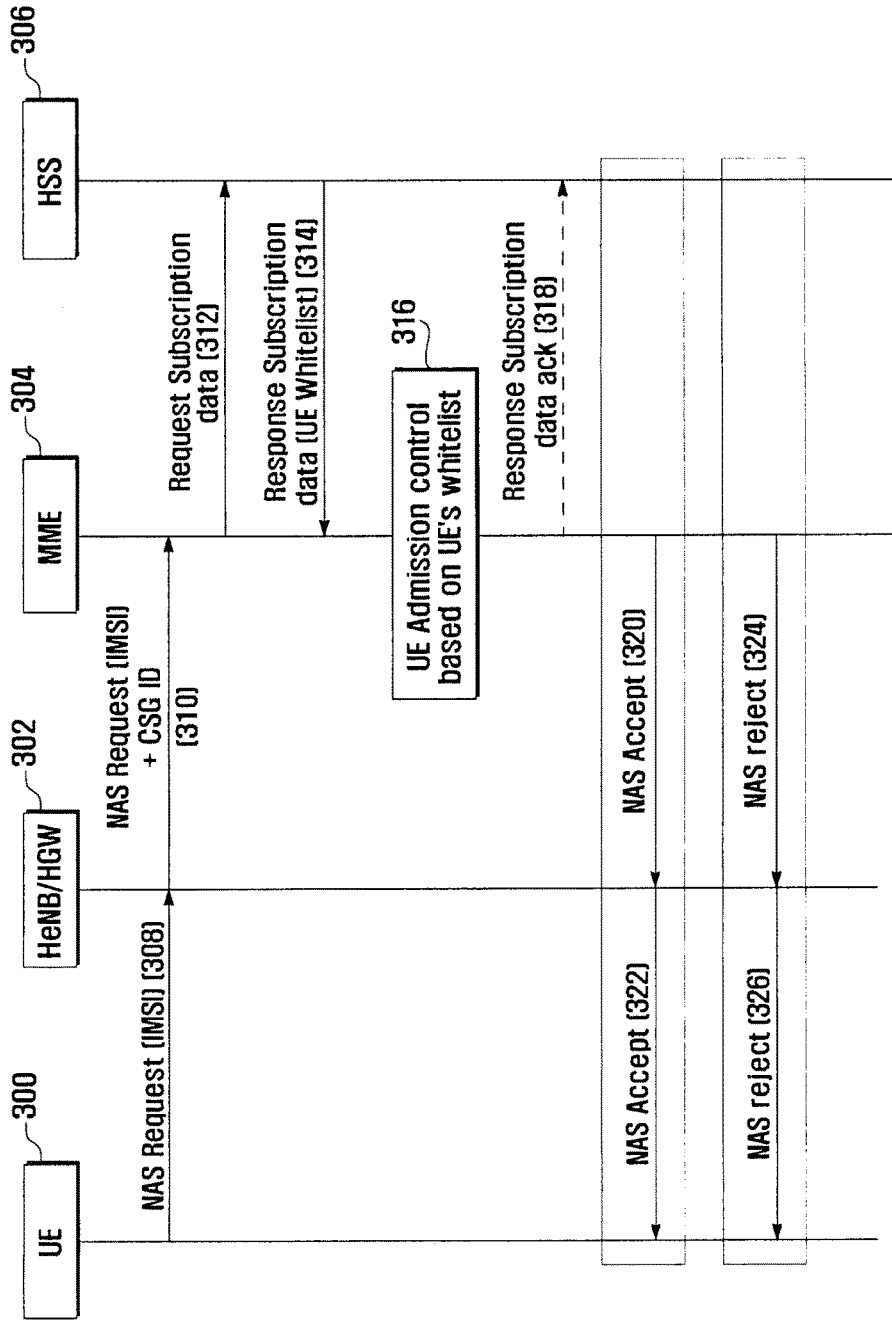 UE
300
HeNB/HGW
302
MME
304
HSS
306
NAS Request (IMSI) (308)
NAS Request (IMSI)
+ CSG ID
(310)
Request Subscription
data (312)
Response Subscription
data (UE Whitelist) (314)
316
UE Admission control
based on UE's whitelist
Response Subscription
data ack (318)
NAS Accept (322)
NAS Accept (320)
NAS reject (326)
NAS reject (324)